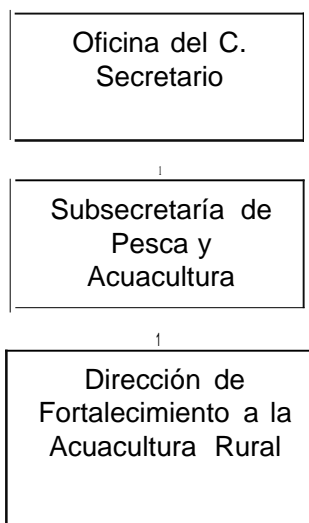 Oficina del C.
Secretario
Subsecretaría de
Pesca y
Acuacultura
Dirección de
Fortalecimiento a la
Acuacultura Rural